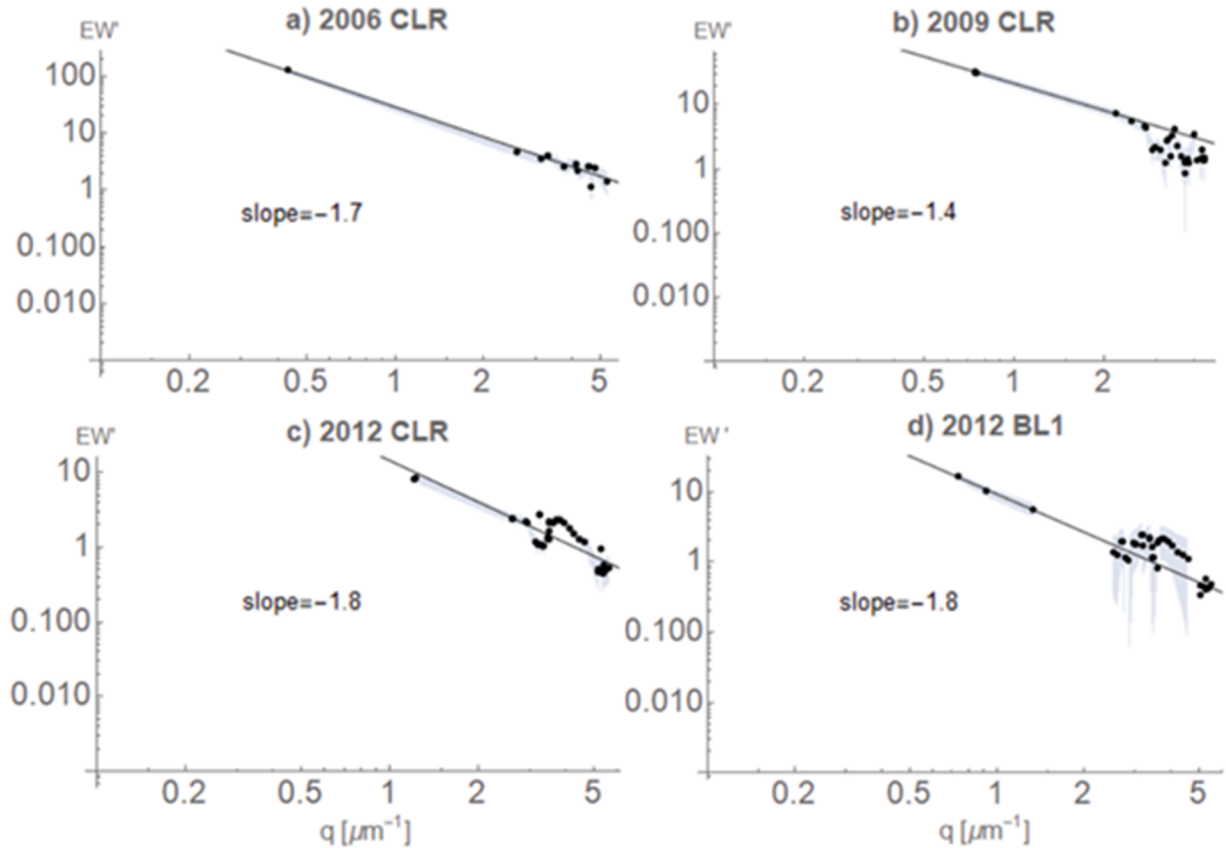 a) 2006 CLR
EW'
100
10
1
0.100
0.010
slope=−1.7
0.2 0.5 1 2 5
b) 2009 CLR
EW'
10
1
0.100
0.010
slope=−1.4
0.2 0.5 1 2
c) 2012 CLR
EW'
10
1
0.100
0.010
slope=−1.8
0.2 0.5 1 2 5
q [μm⁻¹]
d) 2012 BL1
EW '
10
1
0.100
0.010
slope=−1.8
0.2 0.5 1 2 5
q [μm⁻¹]